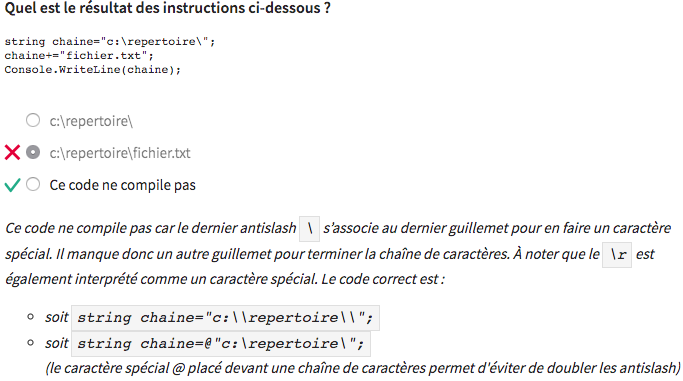 Quel est le résultat des instructions ci-dessous ?
string chaine="c:\repertoire\";
chaine+="fichier.txt";
Console.WriteLine(chaine);
c:\repertoire\
c:\repertoire\fichier.txt
Ce code ne compile pas
Ce code ne compile pas car le dernier antislash \ s'associe au dernier guillemet pour en faire un caractère
spécial. Il manque donc un autre guillemet pour terminer la chaîne de caractères. À noter que le \r est
également interprété comme un caractère spécial. Le code correct est :
soit string chaine="c:\\repertoire\\";
soit string chaine=@"c:\repertoire\";
(le caractère spécial @ placé devant une chaîne de caractères permet d'éviter de doubler les antislash)